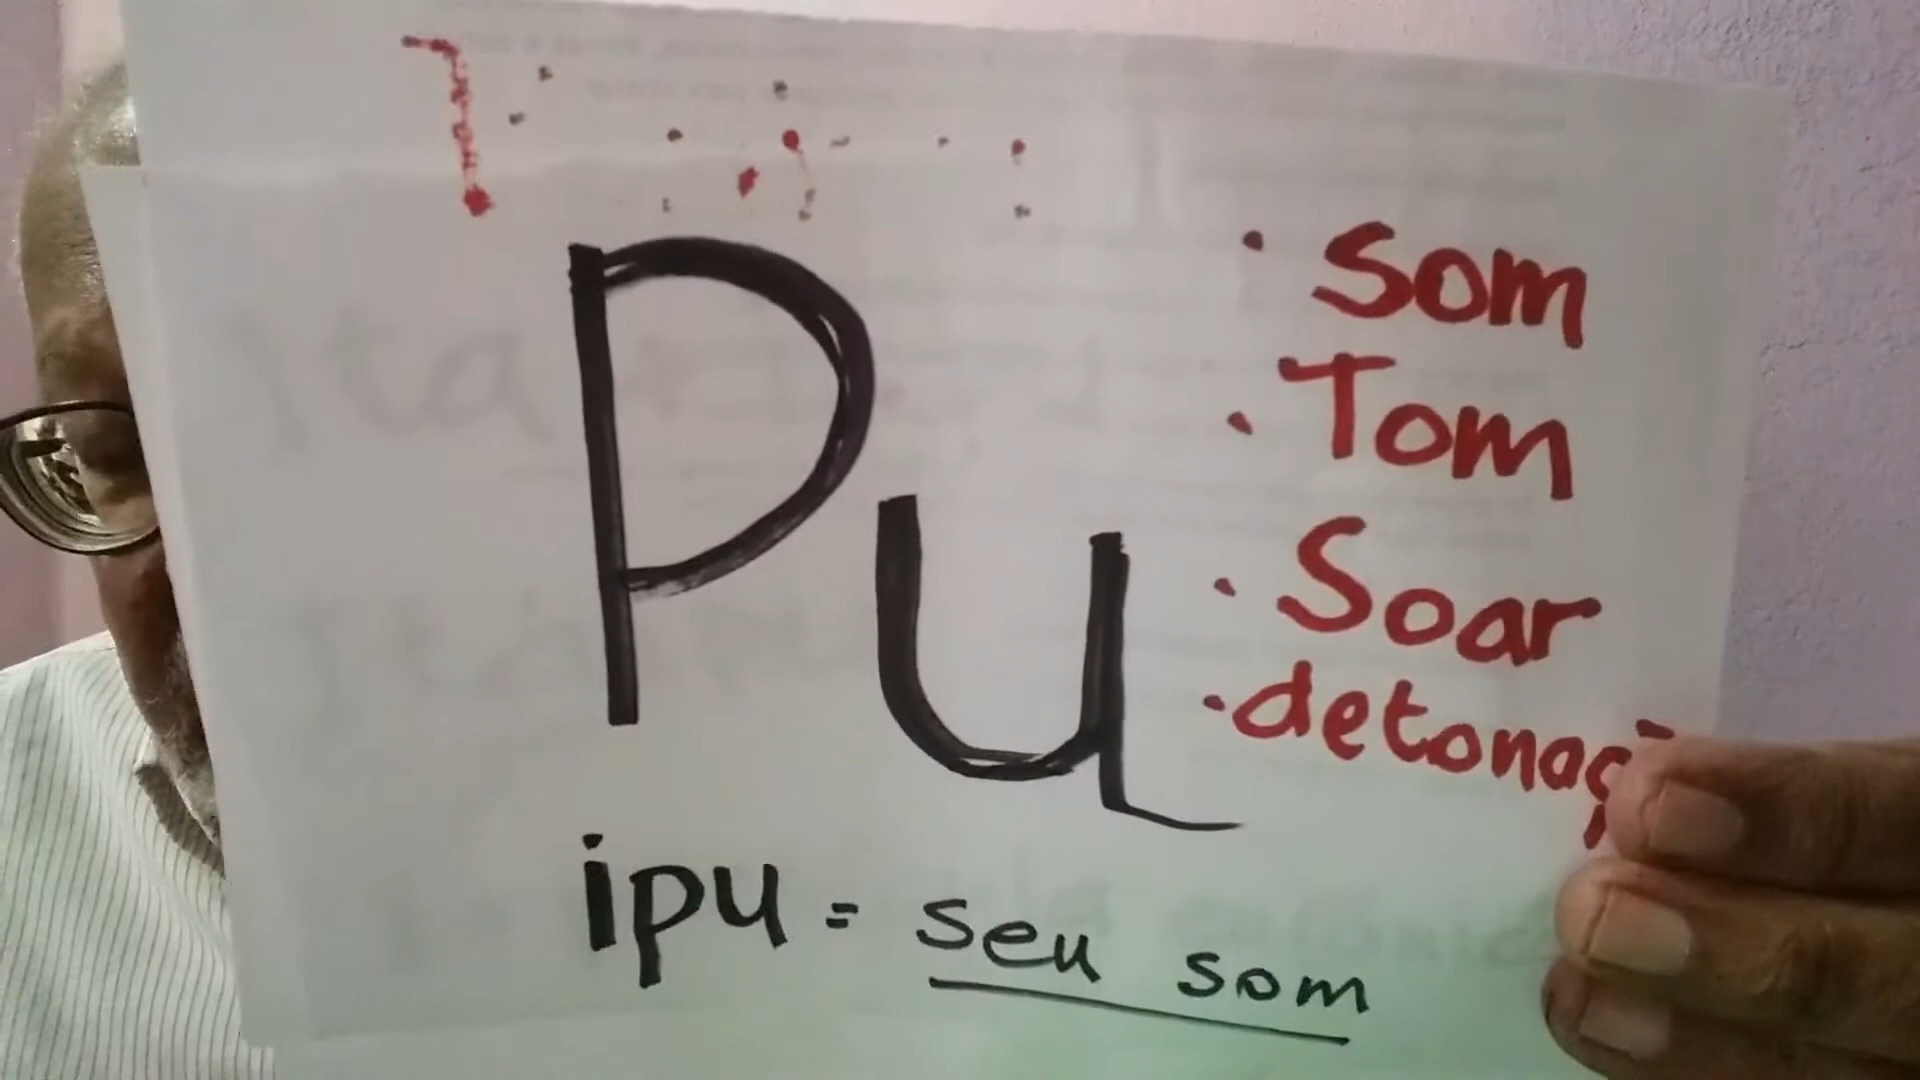 Pu
· Som
· Tom
· Soar
· detonaç
ipu = seu som